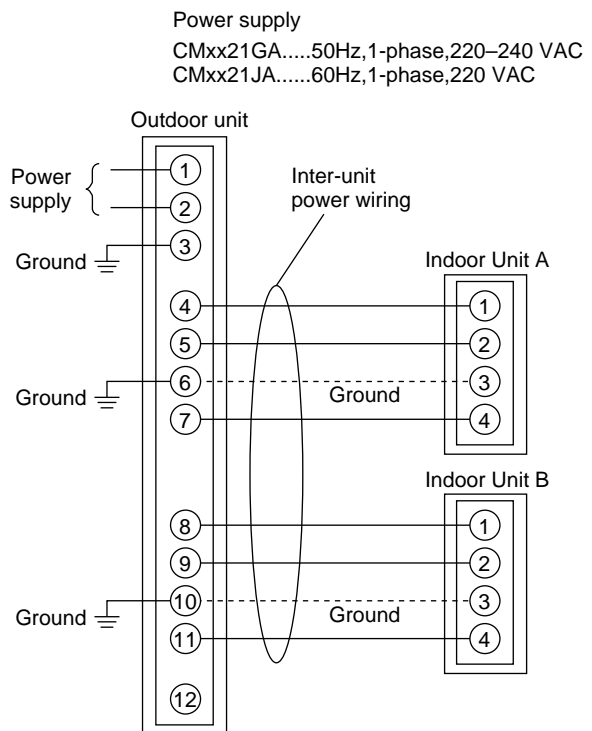 Power supply
CMxx21GA.....50Hz,1-phase,220–240 VAC
CMxx21JA......60Hz,1-phase,220 VAC
Outdoor unit
Power
supply
1
2
3
Ground
Inter-unit
power wiring
Indoor Unit A
4
5
6
7
Ground
Ground
1
2
3
4
Indoor Unit B
8
9
10
11
12
Ground
Ground
1
2
3
4